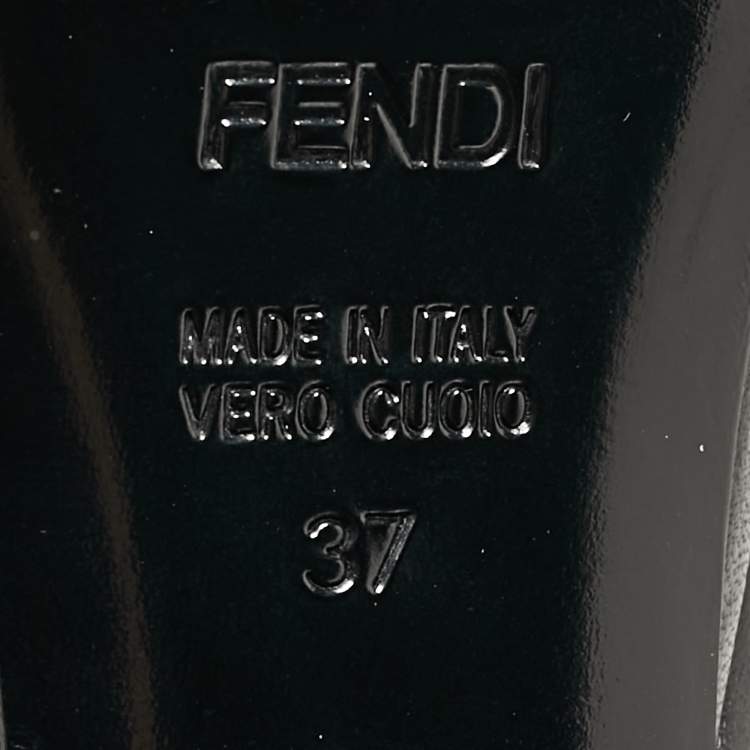 FENDI
MADE IN ITALY
VERO CUOIO
37